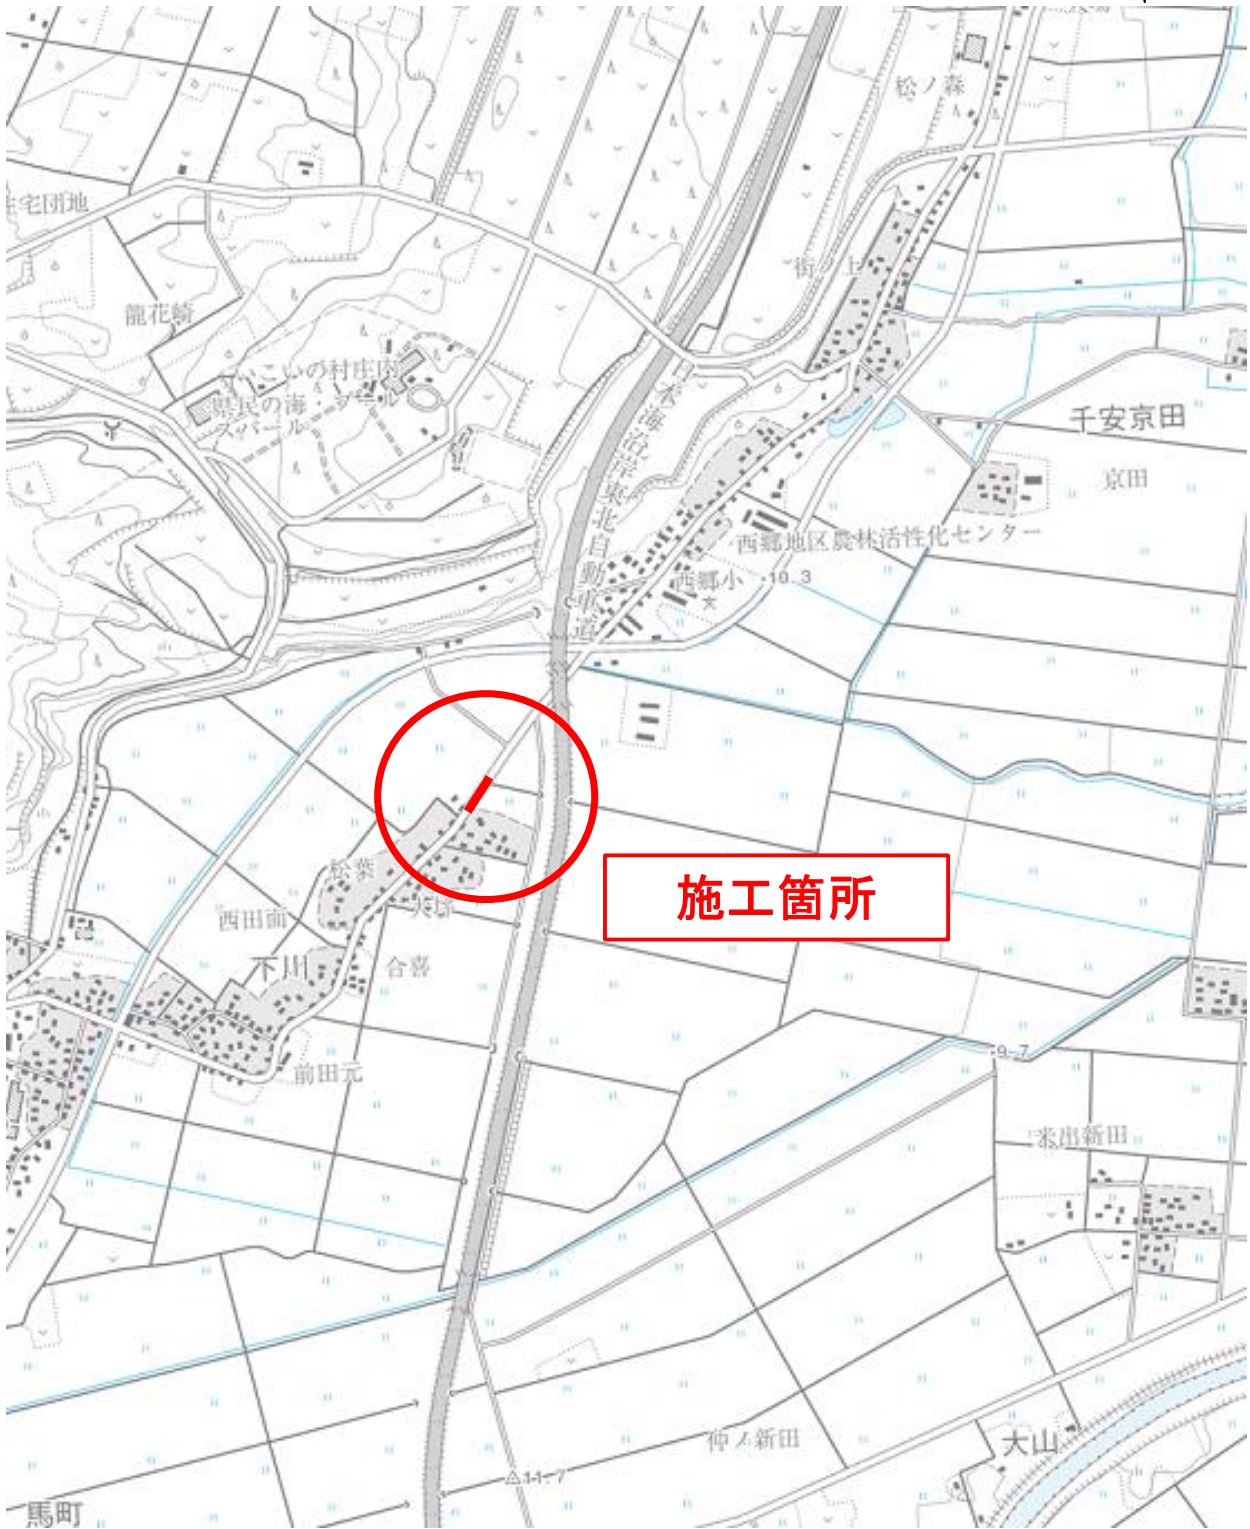 松ノ森
宅団地
街ノ上
龍花崎
いこいの村庄内
県民の海・プール
スパール
日本海沿岸東北自動車道
千安京田
京田
西郷地区農林活性化センター
西郷小
10.3
施工箇所
松葉
大坪
西田面
下川
合喜
前田元
9.7
米出新田
仲ノ新田
大山
11.7
馬町